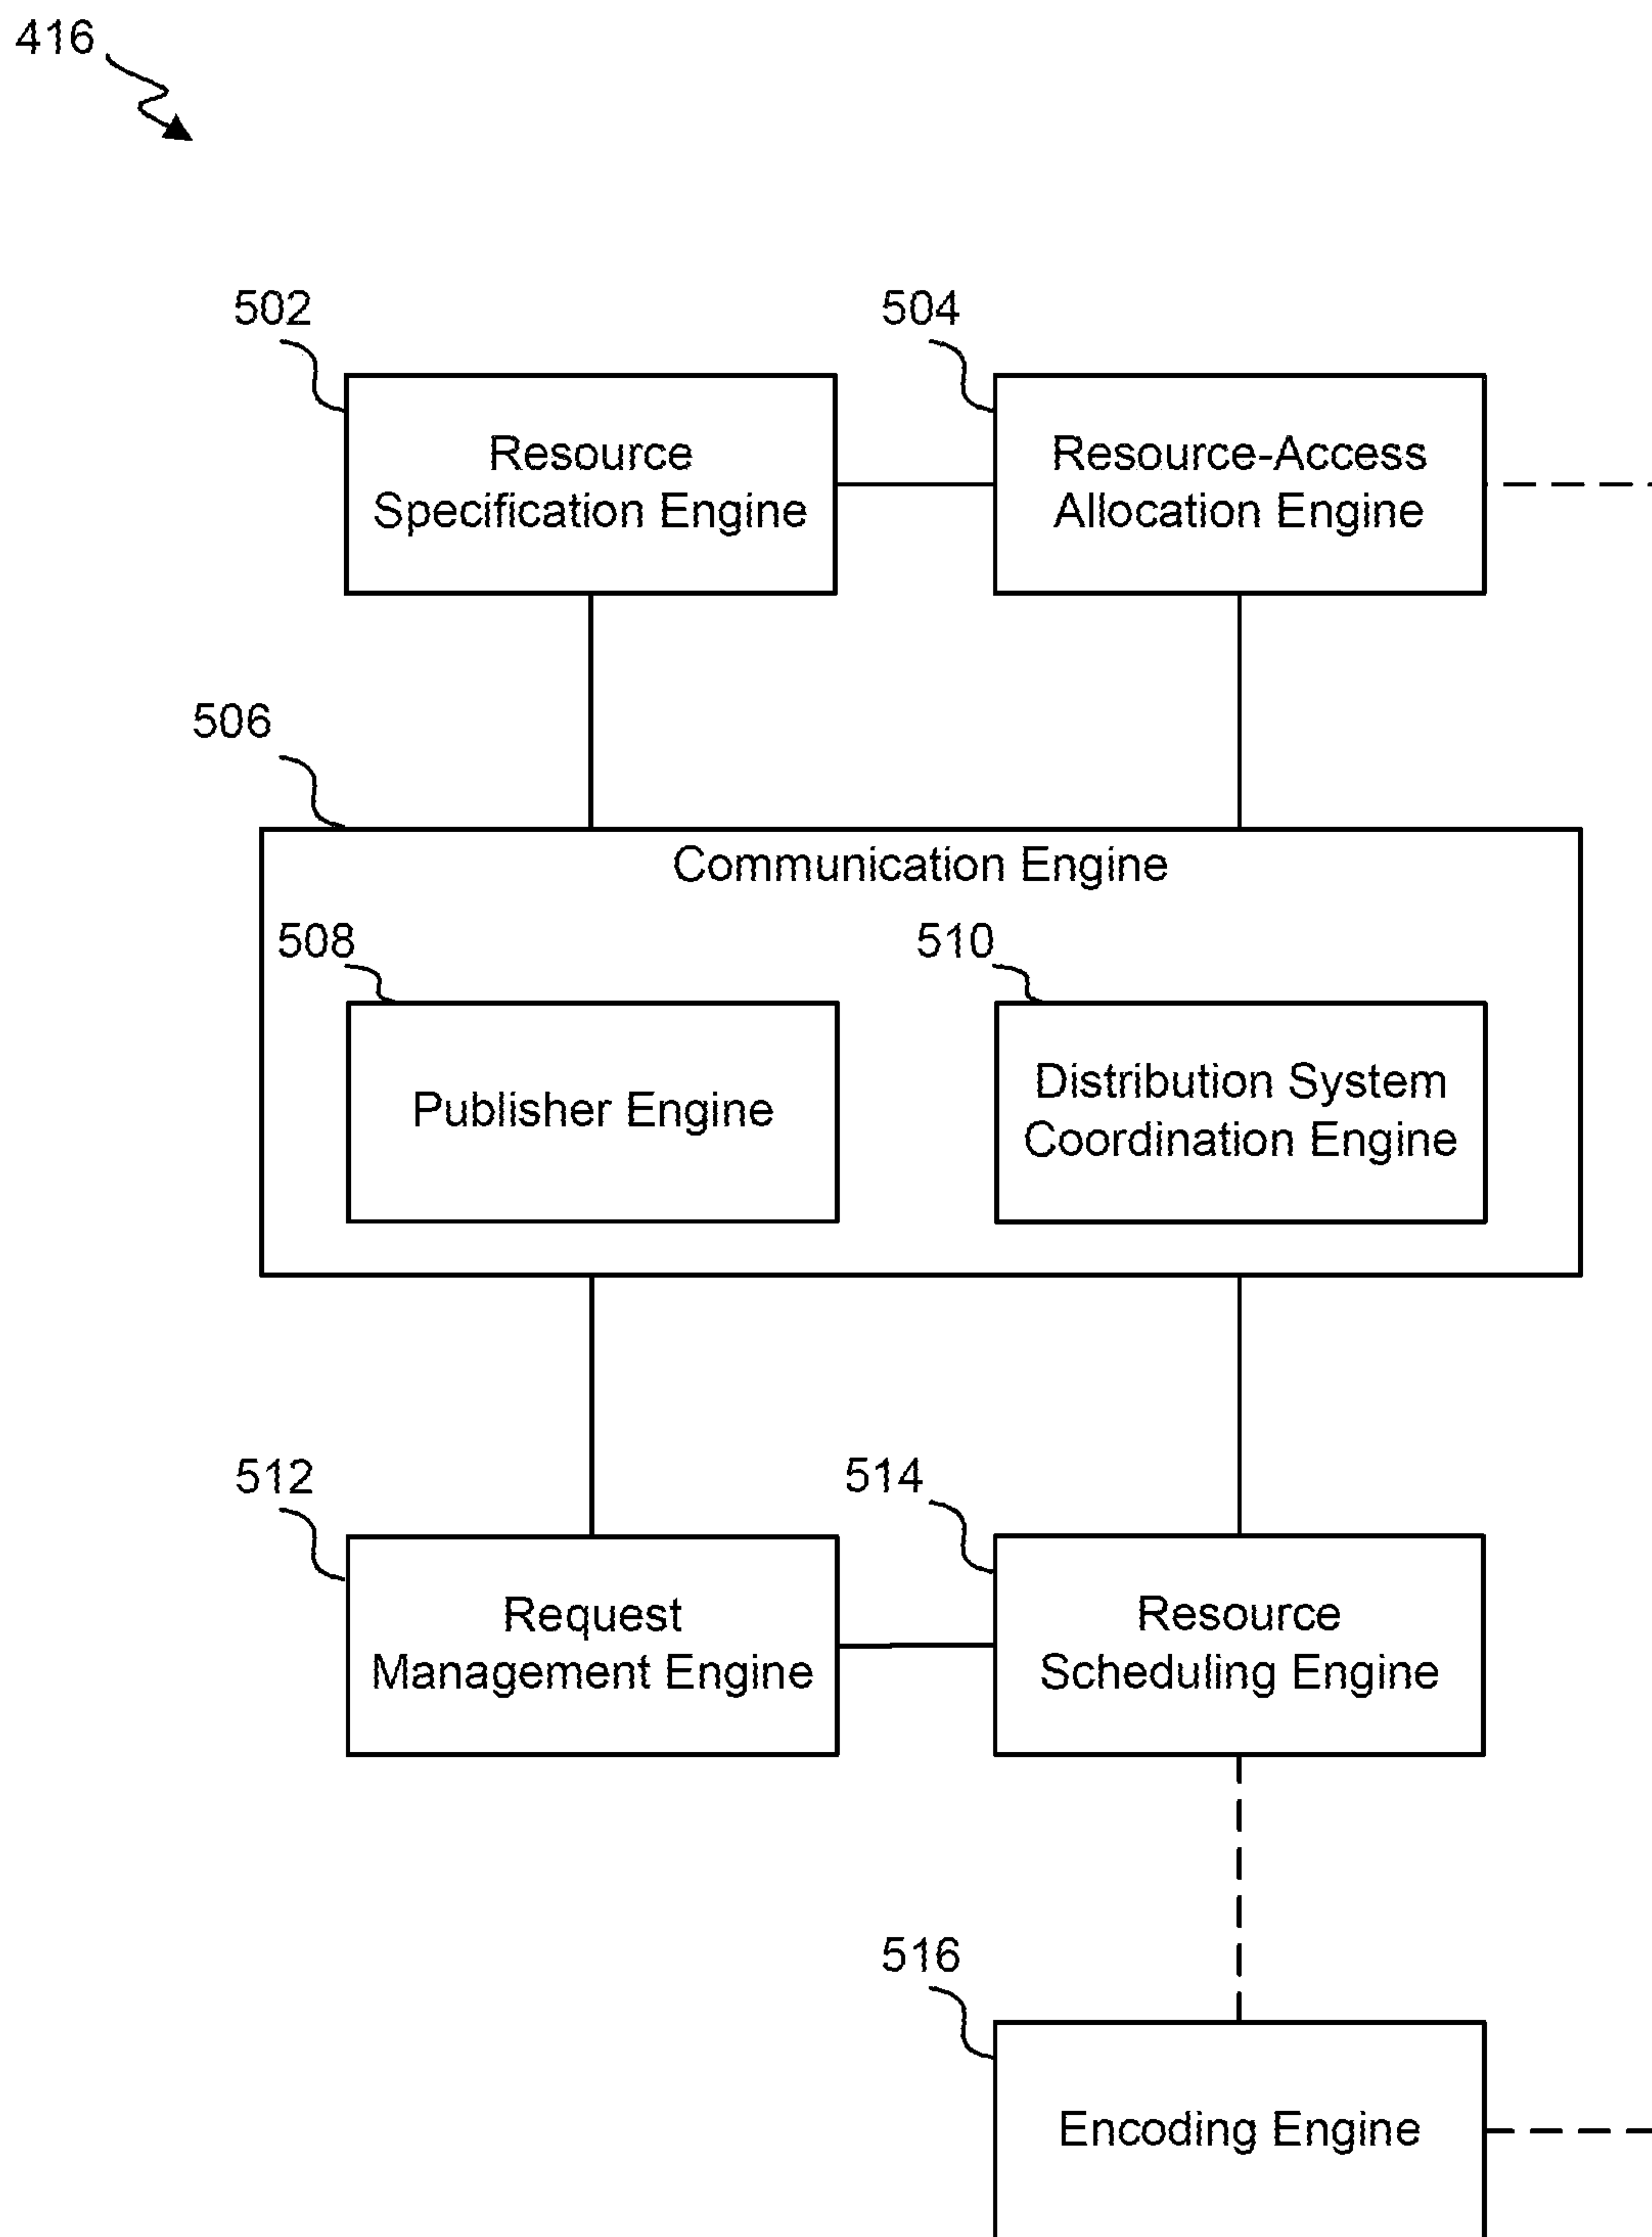 416
502
504
Resource
Specification Engine
Resource-Access
Allocation Engine
506
Communication Engine
508
510
Publisher Engine
Distribution System
Coordination Engine
512
514
Request
Management Engine
Resource
Scheduling Engine
516
Encoding Engine